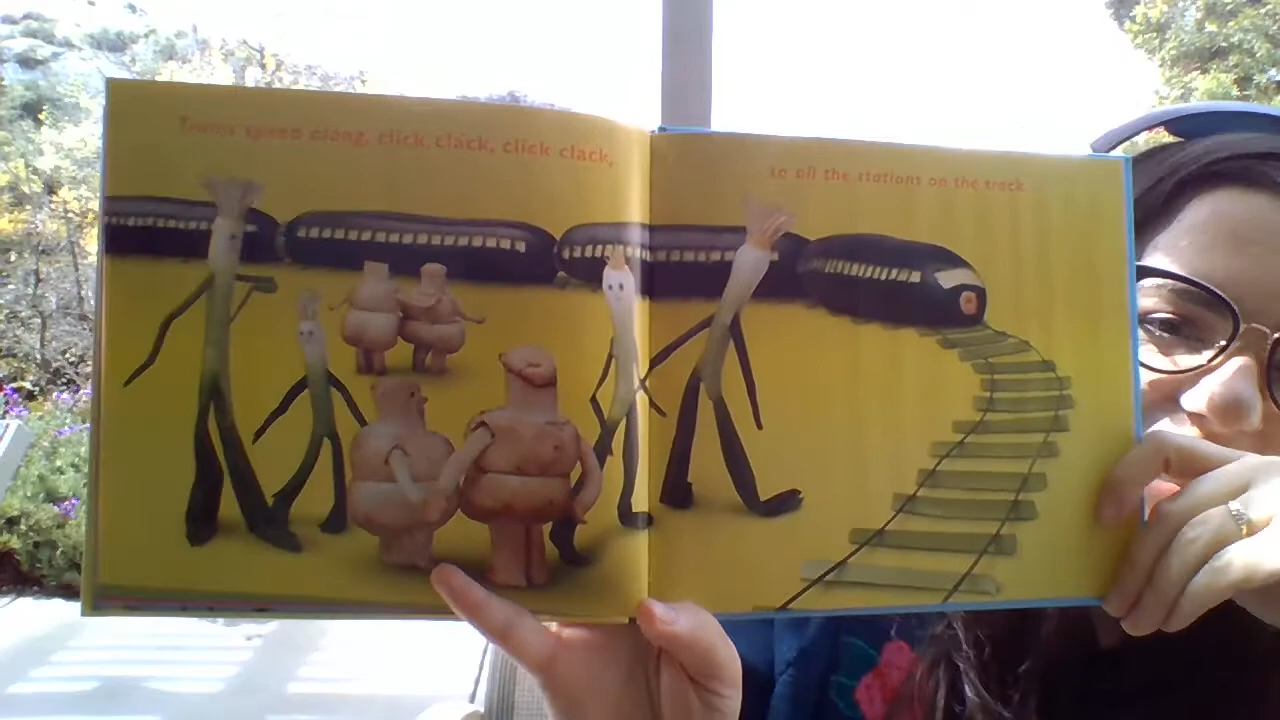 Trains speed along, click clack, click clack,
to all the stations on the track